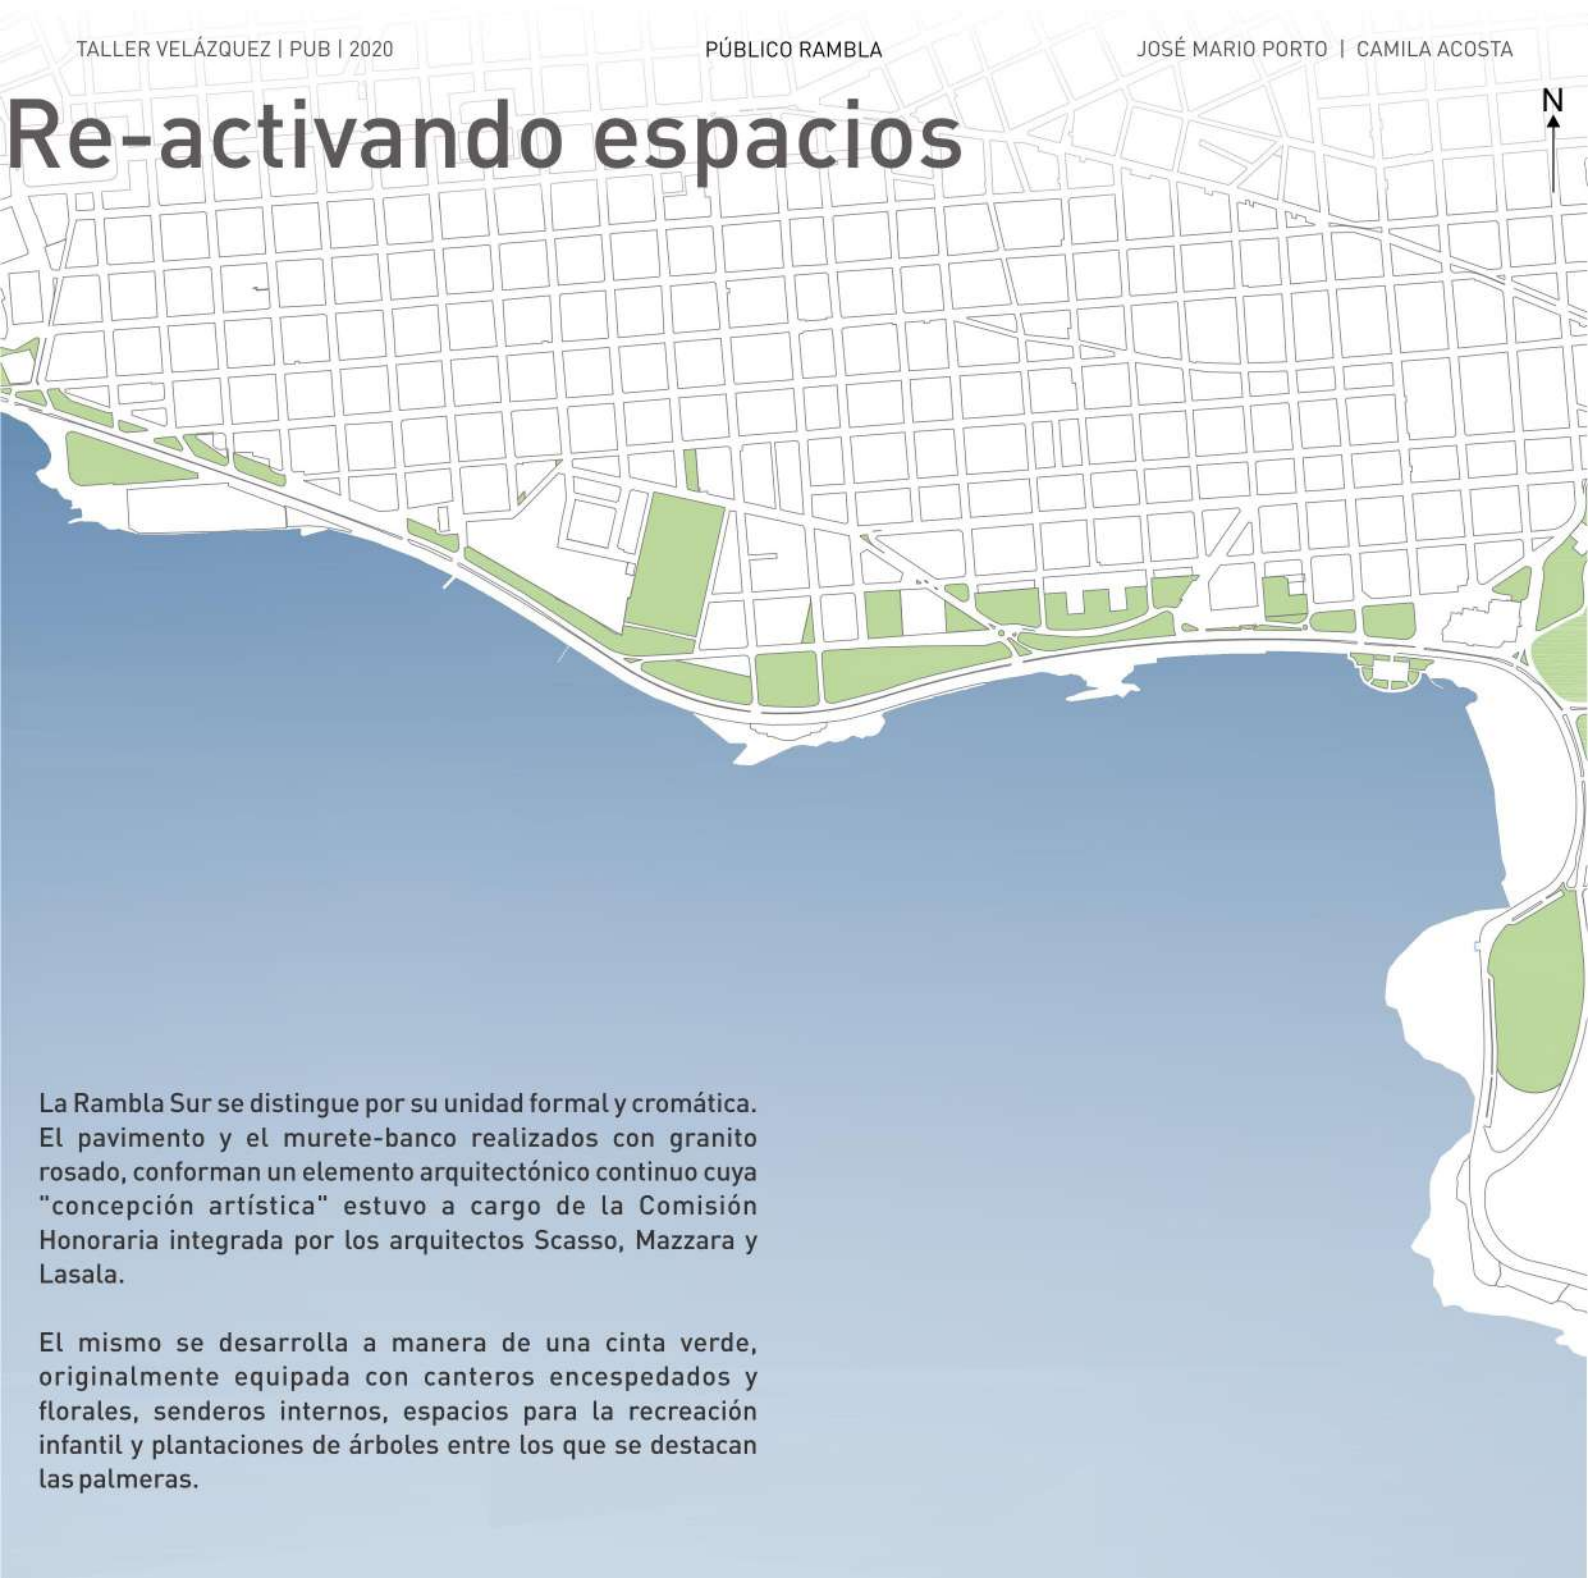 TALLER VELÁZQUEZ | PUB | 2020
PÚBLICO RAMBLA
JOSÉ MARIO PORTO | CAMILA ACOSTA
Re-activando espacios
N
La Rambla Sur se distingue por su unidad formal y cromática.
El pavimento y el murete-banco realizados con granito
rosado, conforman un elemento arquitectónico continuo cuya
"concepción artística" estuvo a cargo de la Comisión
Honoraria integrada por los arquitectos Scasso, Mazzara y
Lasala.
El mismo se desarrolla a manera de una cinta verde,
originalmente equipada con canteros encespedados y
florales, senderos internos, espacios para la recreación
infantil y plantaciones de árboles entre los que se destacan
las palmeras.